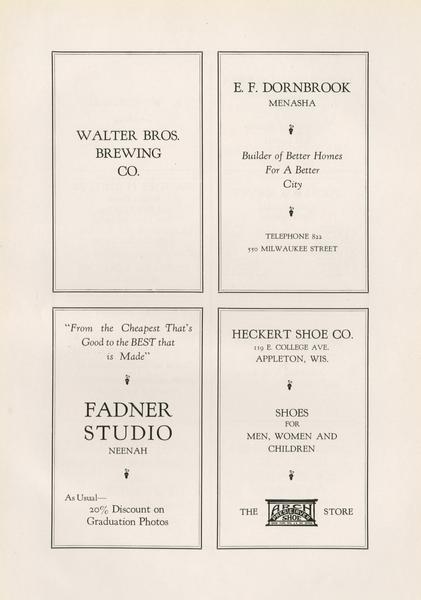 WALTER BROS.
BREWING
CO.
E. F. DORNBROOK
MENASHA
Builder of Better Homes
For A Better
City
TELEPHONE 822
550 MILWAUKEE STREET
"From the Cheapest That's
Good to the BEST that
is Made"
FADNER
STUDIO
NEENAH
As Usual—
20% Discount on
Graduation Photos
HECKERT SHOE CO.
119 E. COLLEGE AVE.
APPLETON, WIS.
SHOES
FOR
MEN, WOMEN AND
CHILDREN
THE ARCH
SHOE STORE